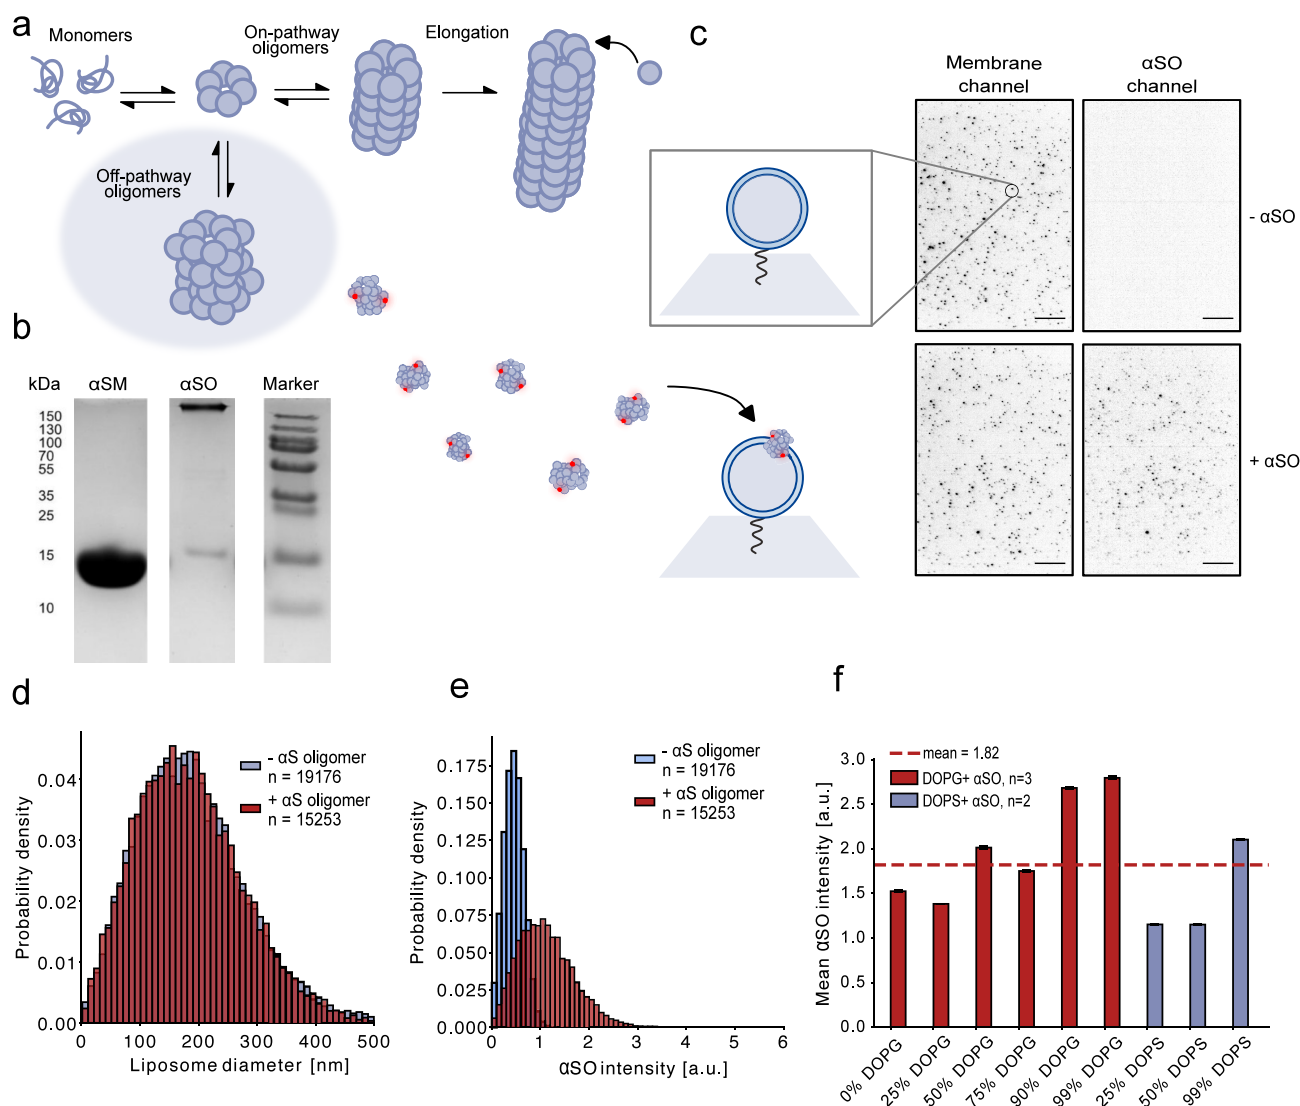 a
Monomers
On-pathway
oligomers
Elongation
Off-pathway
oligomers
b
kDa
αSM
αSO
Marker
150
130
100
70
55
35
25
15
10
c
Membrane
channel
αSO
channel
- αSO
+ αSO
d
Probability density
0.04
0.03
0.02
0.01
0.00
- αS oligomer
n = 19176
+ αS oligomer
n = 15253
0
100
200
300
400
500
Liposome diameter [nm]
e
Probability density
0.175
0.150
0.125
0.100
0.075
0.050
0.025
0.000
- αS oligomer
n = 19176
+ αS oligomer
n = 15253
0
1
2
3
4
5
6
αSO intensity [a.u.]
f
Mean αSO intensity [a.u.]
3.0
2.5
2.0
1.5
1.0
0.5
0.0
mean = 1.82
DOPG+ αSO, n=3
DOPS+ αSO, n=2
0% DOPG
25% DOPG
50% DOPG
75% DOPG
90% DOPG
99% DOPG
25% DOPS
50% DOPS
99% DOPS